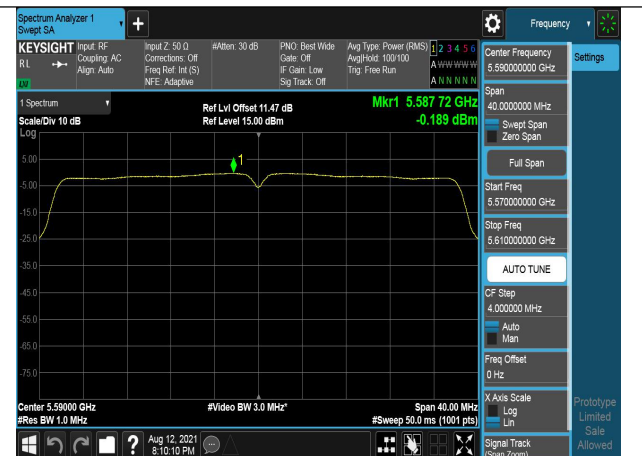 Spectrum Analyzer 1
Swept SA
Frequency
KEYSIGHT
RL
Input: RF
Coupling: AC
Align: Auto
Input Z: 50 Ω
Corrections: Off
Freq Ref: Int (S)
NFE: Adaptive
#Atten: 30 dB
PNO: Best Wide
Gate: Off
IF Gain: Low
Sig Track: Off
Avg Type: Power (RMS)
Avg|Hold: 100/100
Trig: Free Run
1 2 3 4 5 6
A W W W W W
A N N N N N
1 Spectrum
Scale/Div 10 dB
Log
Ref Lvl Offset 11.47 dB
Ref Level 15.00 dBm
Mkr1 5.587 72 GHz
-0.189 dBm
1
5.00
-5.00
-15.0
-25.0
-35.0
-45.0
-55.0
-65.0
-75.0
Center 5.59000 GHz
#Res BW 1.0 MHz
#Video BW 3.0 MHz*
Span 40.00 MHz
#Sweep 50.0 ms (1001 pts)
Aug 12, 2021
8:10:10 PM
?
Center Frequency
5.590000000 GHz
Settings
Span
40.0000000 MHz
Swept Span
Zero Span
Full Span
Start Freq
5.570000000 GHz
Stop Freq
5.610000000 GHz
AUTO TUNE
CF Step
4.000000 MHz
Auto
Man
Freq Offset
0 Hz
X Axis Scale
Log
Lin
Signal Track
(Span Zoom)
Prototype
Limited
Sale
Allowed